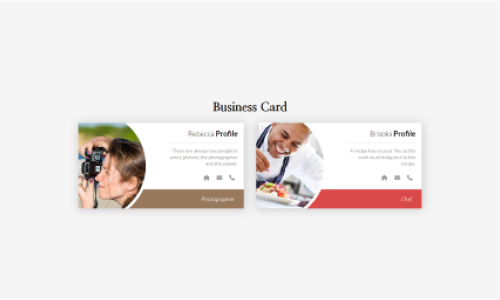 Business Card
Rebecca Profile
There are always two people in
every picture: the photographer
and the viewer.
Photographer
Brooks Profile
A recipe has no soul. You as the
cook must bring soul to the
recipe.
Chef